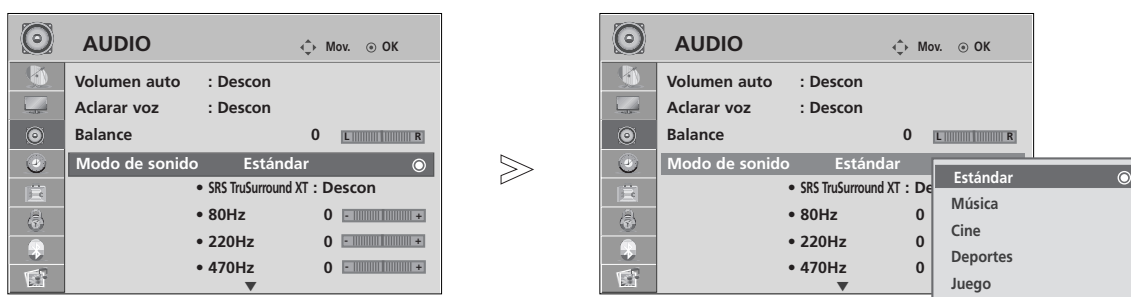 AUDIO
Mov. OK
Volumen auto : Descon
Aclarar voz : Descon
Balance 0 L R
Modo de sonido Estándar
• SRS TruSurround XT : Descon
• 80Hz 0 - +
• 220Hz 0 - +
• 470Hz 0 - +
AUDIO
Mov. OK
Volumen auto : Descon
Aclarar voz : Descon
Balance 0 L R
Modo de sonido Estándar
• SRS TruSurround XT : De
• 80Hz 0
• 220Hz 0
• 470Hz 0
Estándar
Música
Cine
Deportes
Juego